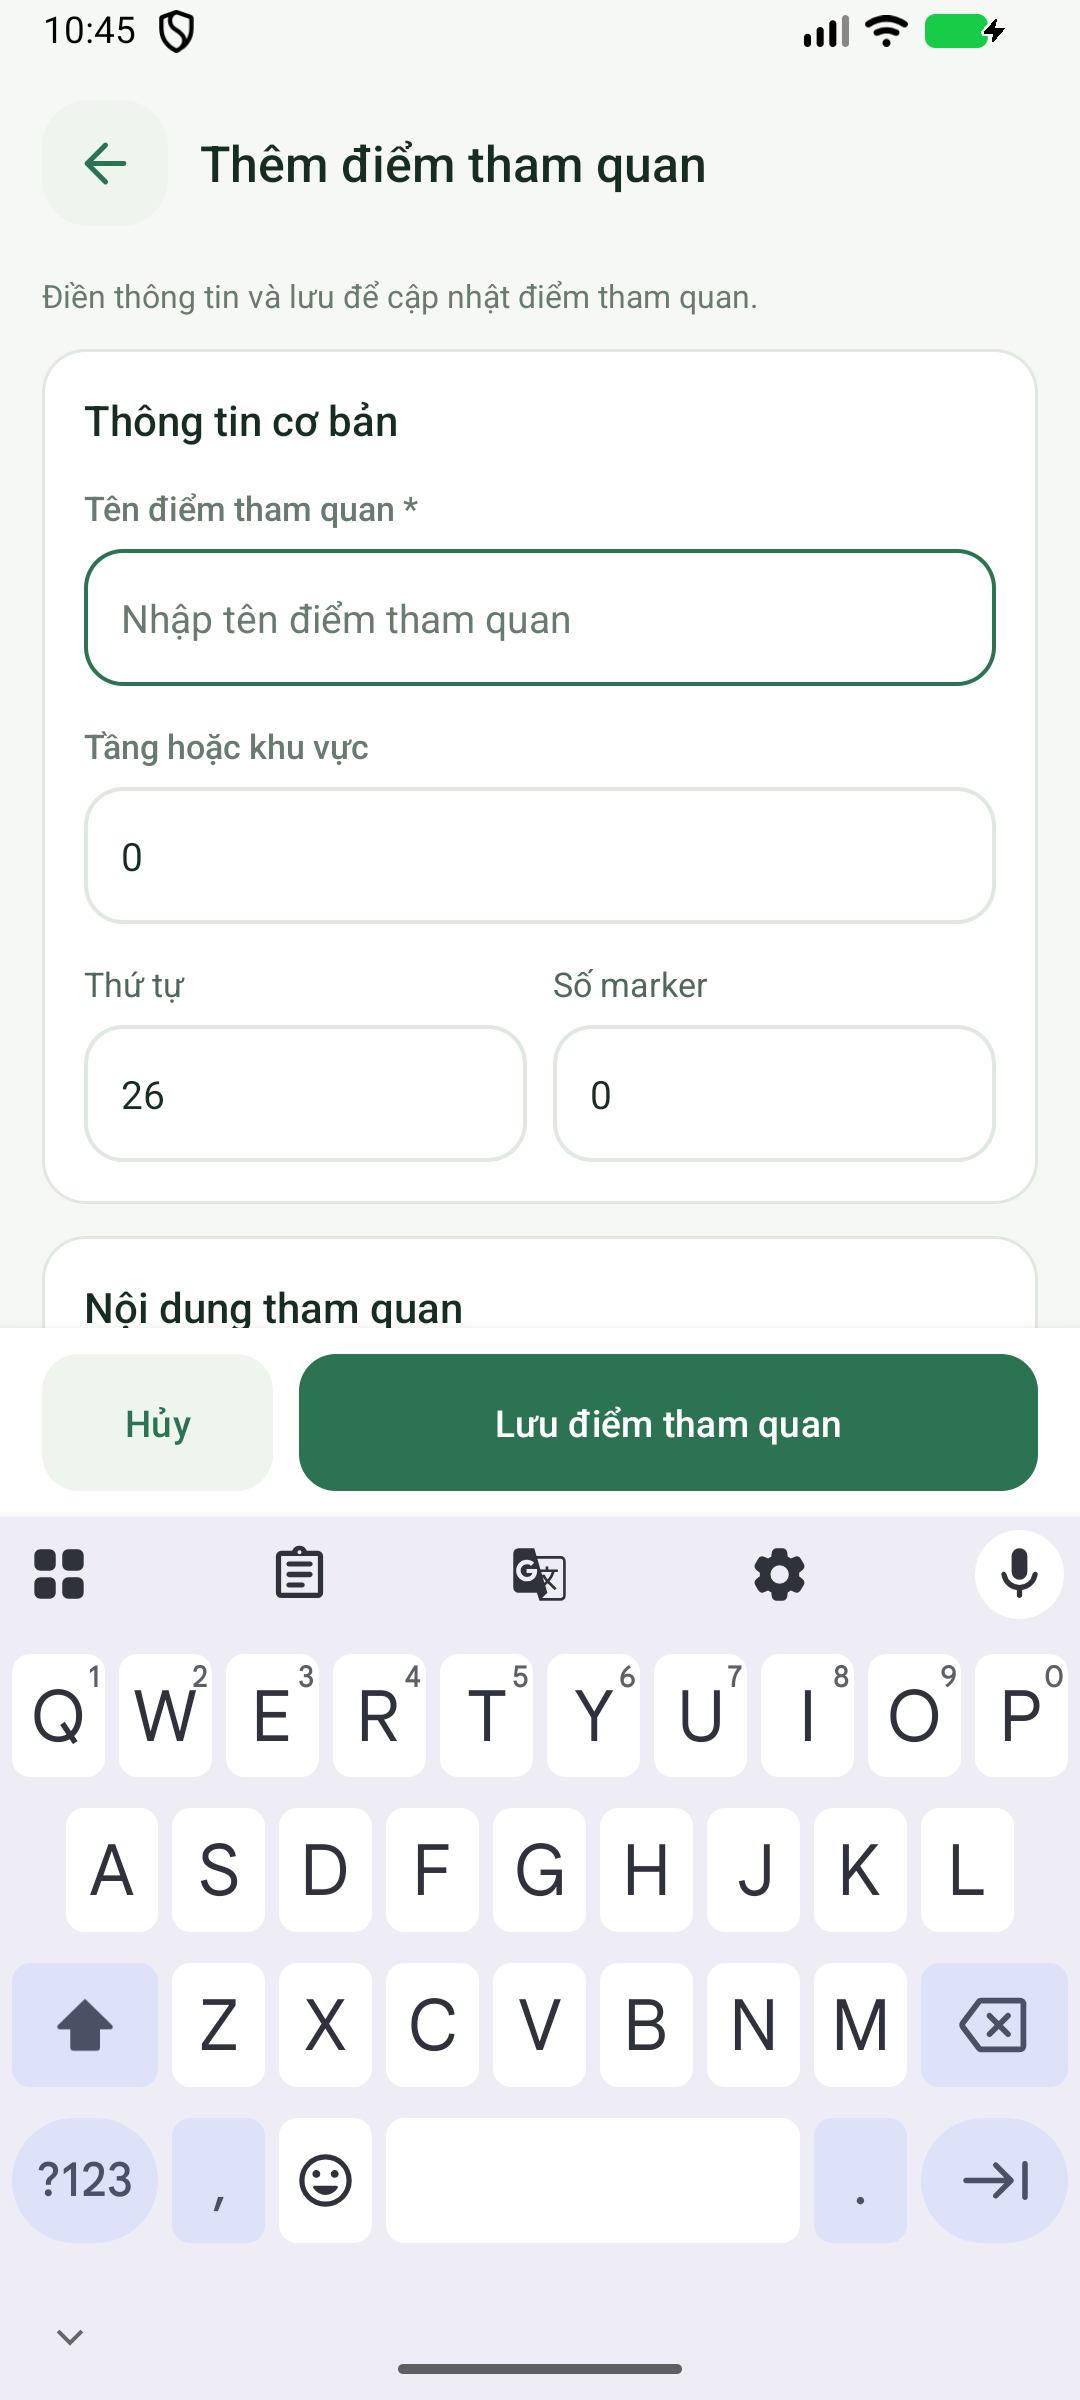 10:45
Thêm điểm tham quan
Điền thông tin và lưu để cập nhật điểm tham quan.
Thông tin cơ bản
Tên điểm tham quan *
Nhập tên điểm tham quan
Tầng hoặc khu vực
0
Thứ tự Số marker
26 0
Nội dung tham quan
Hủy Lưu điểm tham quan
Q1 W2 E3 R4 T5 Y6 U7 I8 O9 P0
A S D F G H J K L
Z X C V B N M
?123 , .